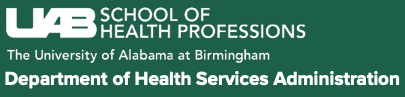 UAB SCHOOL OF
HEALTH PROFESSIONS
The University of Alabama at Birmingham
Department of Health Services Administration